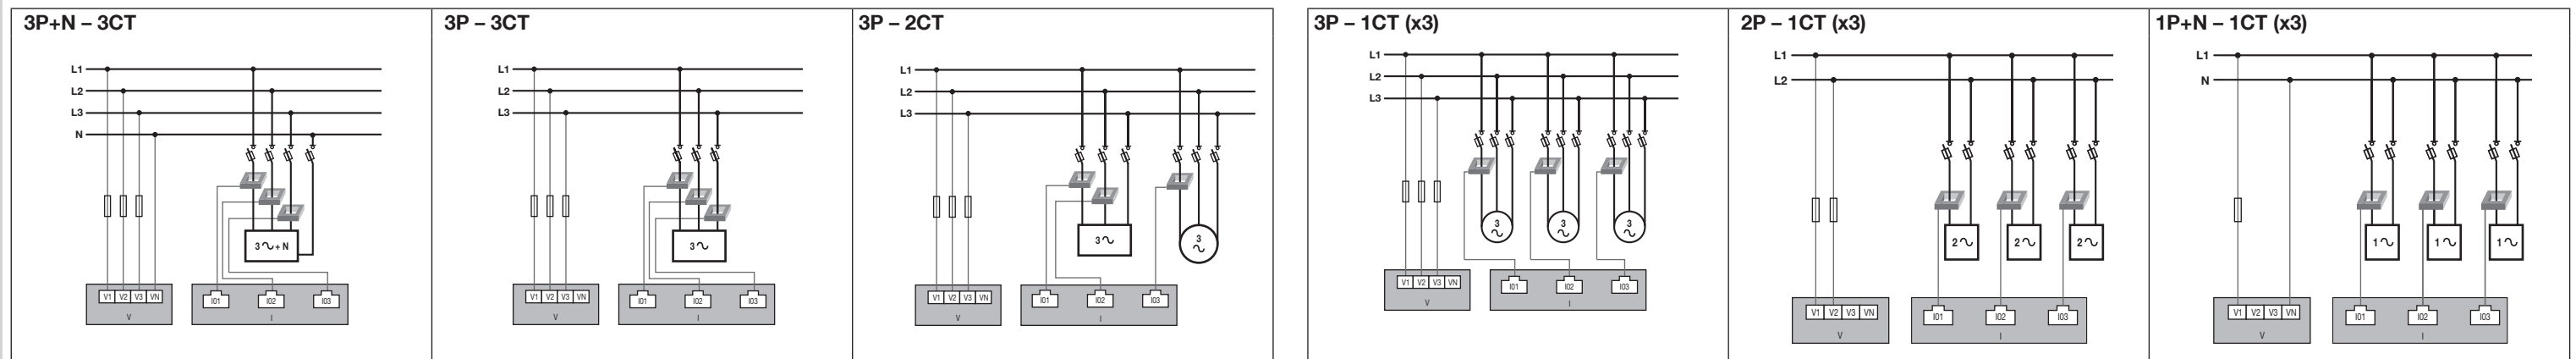 3P+N – 3CT
L1
L2
L3
N
3∿+ N
V1 V2 V3 VN
V
I01 I02 I03
I
3P – 3CT
L1
L2
L3
3∿
V1 V2 V3 VN
V
I01 I02 I03
I
3P – 2CT
L1
L2
L3
3∿
3
∿
V1 V2 V3 VN
V
I01 I02 I03
I
3P – 1CT (x3)
L1
L2
L3
3 3 3
∿ ∿ ∿
V1 V2 V3 VN
V
I01 I02 I03
I
2P – 1CT (x3)
L1
L2
2∿ 2∿ 2∿
V1 V2 V3 VN
V
I01 I02 I03
I
1P+N – 1CT (x3)
L1
N
1∿ 1∿ 1∿
V1 V2 V3 VN
V
I01 I02 I03
I